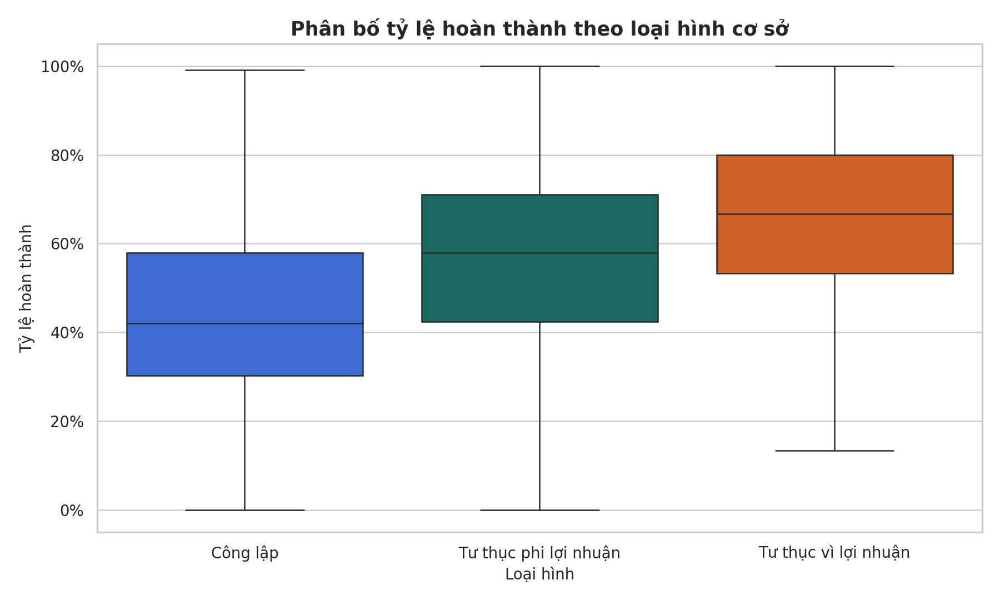 Phân bố tỷ lệ hoàn thành theo loại hình cơ sở
100%
80%
60%
40%
20%
0%
Tỷ lệ hoàn thành
Công lập
Tư thục phi lợi nhuận
Tư thục vì lợi nhuận
Loại hình